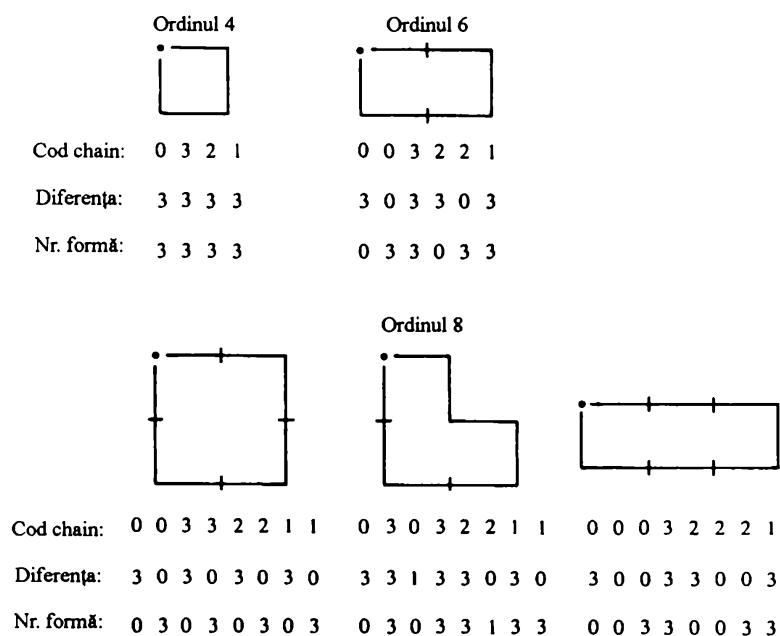 Ordinul 4 Ordinul 6
Cod chain: 0 3 2 1 0 0 3 2 2 1
Diferența: 3 3 3 3 3 0 3 3 0 3
Nr. formă: 3 3 3 3 0 3 3 0 3 3
Ordinul 8
Cod chain: 0 0 3 3 2 2 1 1 0 3 0 3 2 2 1 1 0 0 0 3 2 2 2 1
Diferența: 3 0 3 0 3 0 3 0 3 3 1 3 3 0 3 0 3 0 0 3 3 0 0 3
Nr. formă: 0 3 0 3 0 3 0 3 0 3 0 3 3 1 3 3 0 0 3 3 0 0 3 3